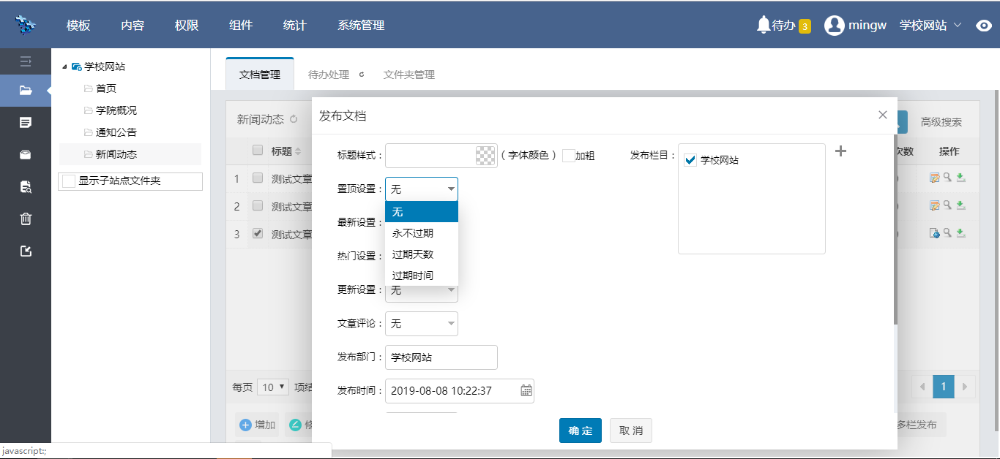 模板 内容 权限 组件 统计 系统管理 待办 3 mingw 学校网站
学校网站
首页
学院概况
通知公告
新闻动态
显示子站点文件夹
文档管理 待办处理 文件夹管理
新闻动态 高级搜索
标题 次数 操作
1 测试文章
2 测试文章
3 测试文章
发布文档
标题样式： （字体颜色） 加粗 发布栏目： 学校网站
置顶设置： 无
无
永不过期
过期天数
过期时间
最新设置：
热门设置：
更新设置： 无
文章评论： 无
发布部门： 学校网站
发布时间： 2019-08-08 10:22:37
确 定 取 消
每页 10 项结 1
增加 修 多栏发布
javascript:;